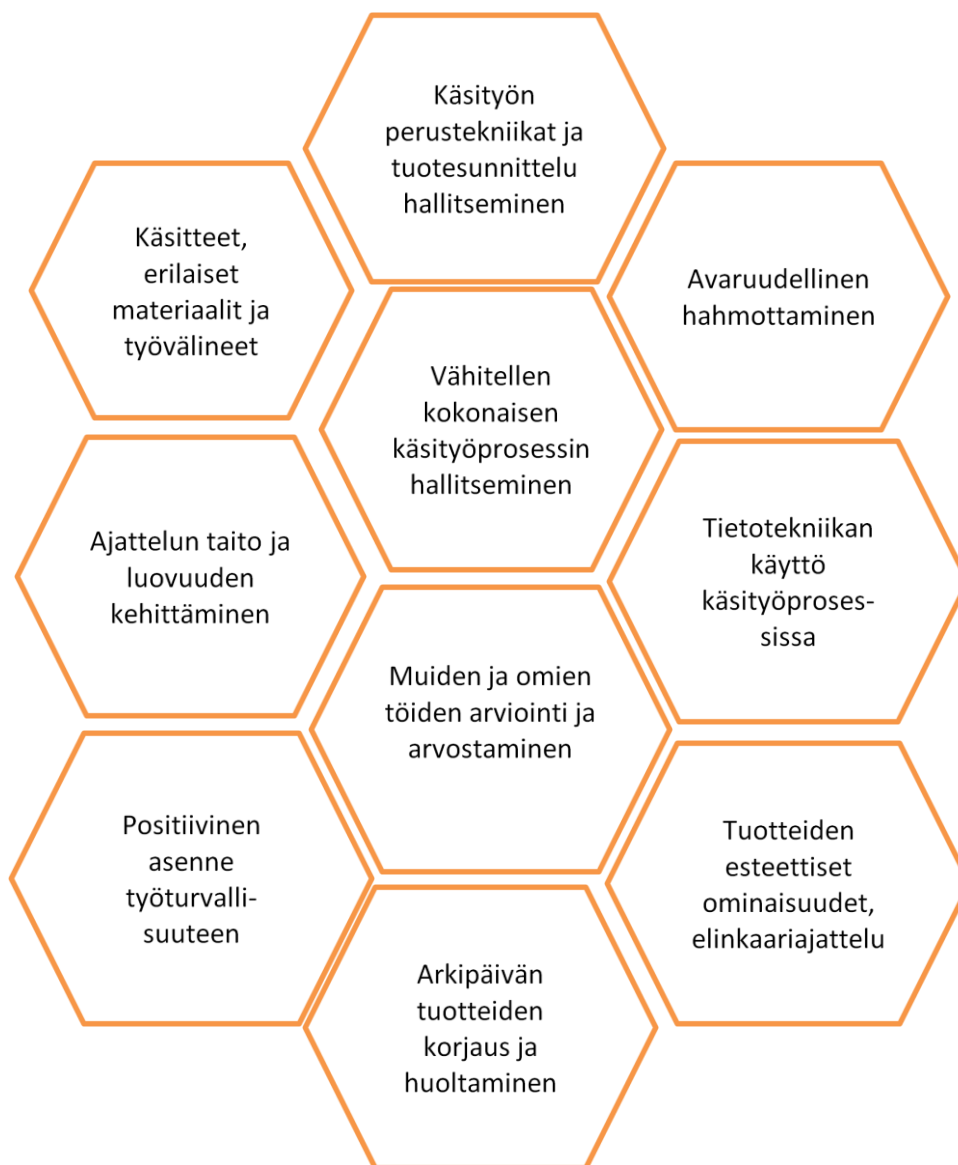 Käsityön
perustekniikat ja
tuotesunnittelu
hallitseminen
Käsitteet,
erilaiset
materiaalit ja
työvälineet
Avaruudellinen
hahmottaminen
Vähitellen
kokonaisen
käsityöprosessin
hallitseminen
Ajattelun taito ja
luovuuden
kehittäminen
Tietotekniikan
käyttö
käsityöproses-
sissa
Muiden ja omien
töiden arviointi ja
arvostaminen
Positiivinen
asenne
työturvalli-
suuteen
Tuotteiden
esteettiset
ominaisuudet,
elinkaariajattelu
Arkipäivän
tuotteiden
korjaus ja
huoltaminen